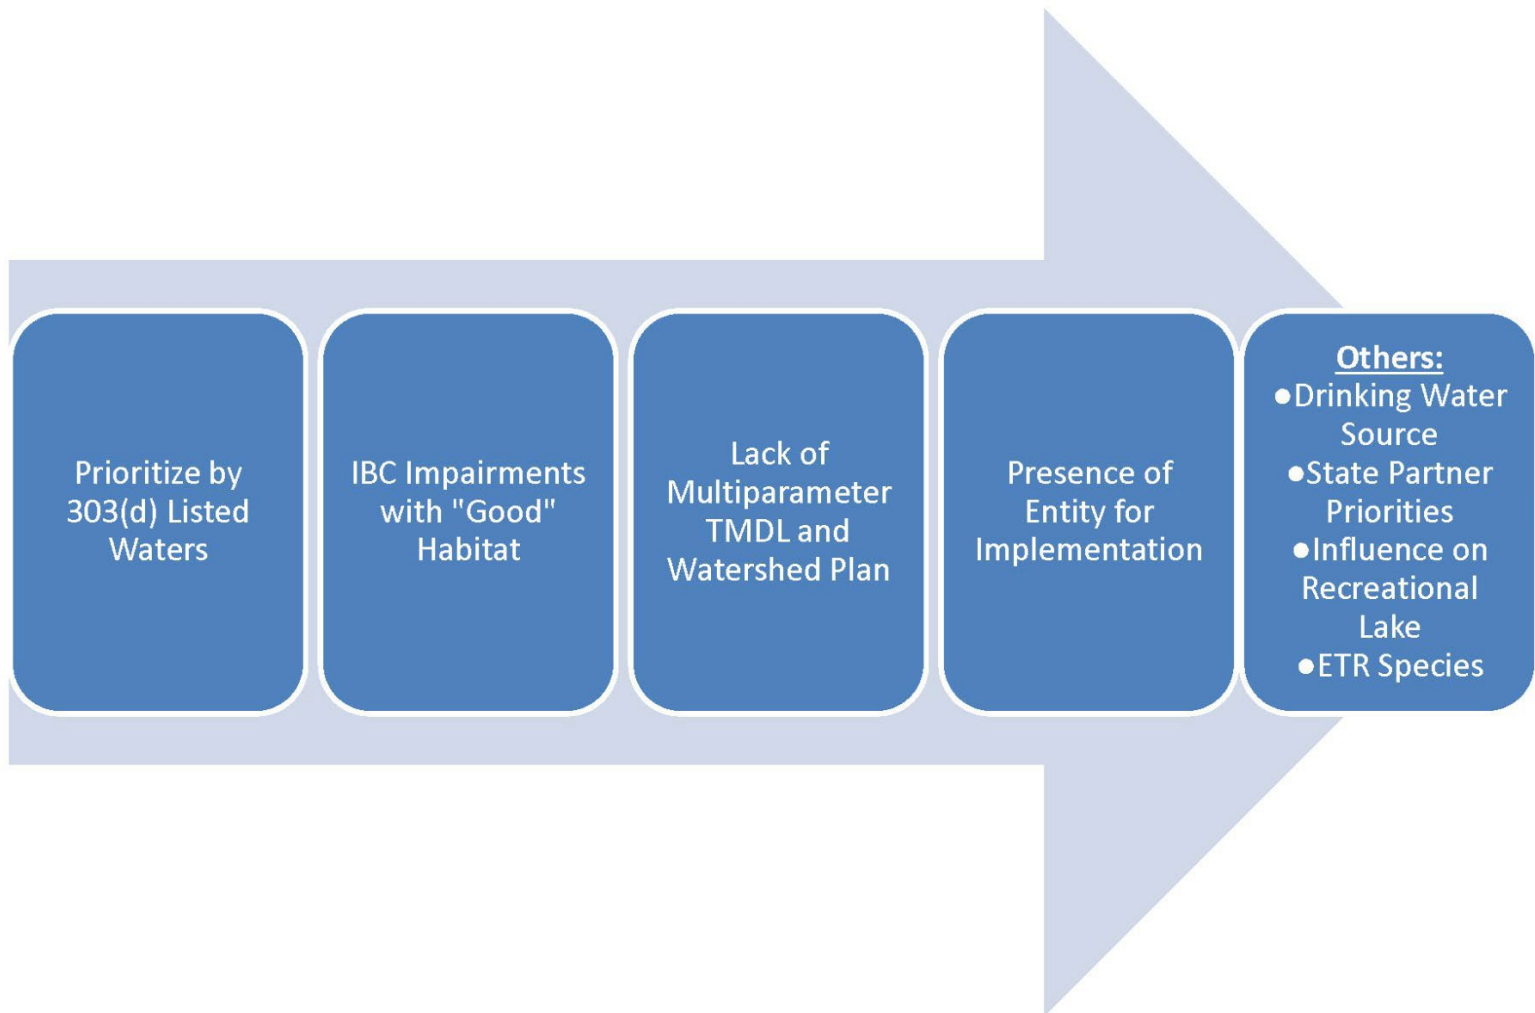 Prioritize by
303(d) Listed
Waters
IBC Impairments
with "Good"
Habitat
Lack of
Multiparameter
TMDL and
Watershed Plan
Presence of
Entity for
Implementation
Others:
●Drinking Water
Source
●State Partner
Priorities
●Influence on
Recreational
Lake
●ETR Species